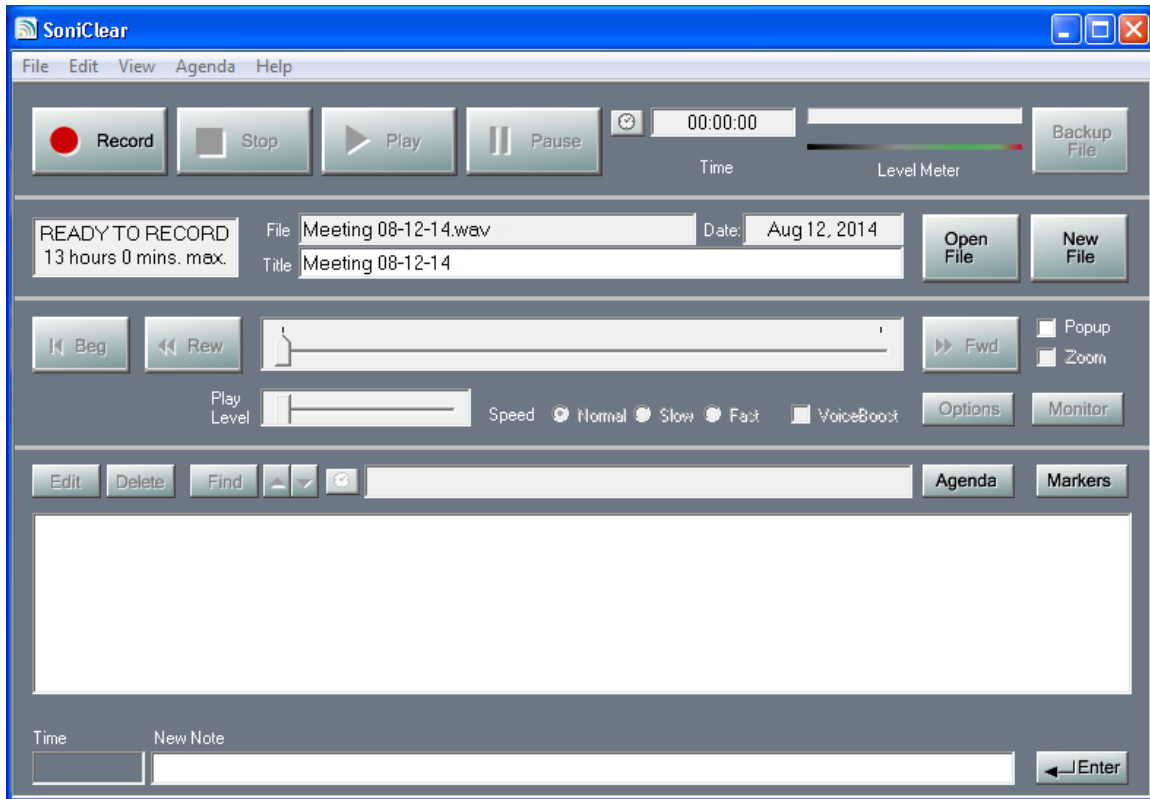 SoniClear
File Edit View Agenda Help
Record Stop Play Pause 00:00:00 Backup File
Time Level Meter
READY TO RECORD
13 hours 0 mins. max.
File Meeting 08-12-14.wav Date: Aug 12, 2014
Title Meeting 08-12-14
Open File
New File
Beg Rew Fwd Popup
Zoom
Play Level Speed Normal Slow Fast VoiceBoost Options Monitor
Edit Delete Find Agenda Markers
Time New Note
Enter